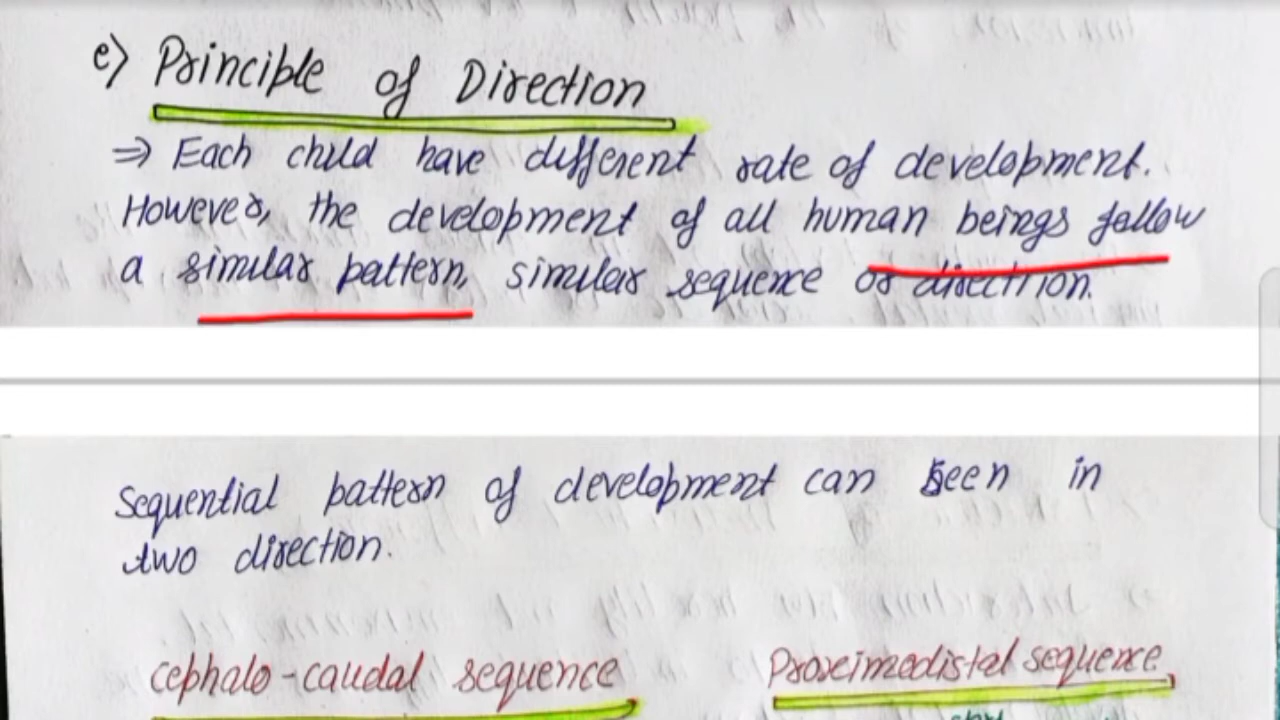 e) Principle of Direction
⇒ Each child have different rate of development.
However, the development of all human beings follow
a similar pattern, similar sequence or direction.
Sequential pattern of development can seen in
two direction.
cephalo-caudal sequence Proximodistal sequence